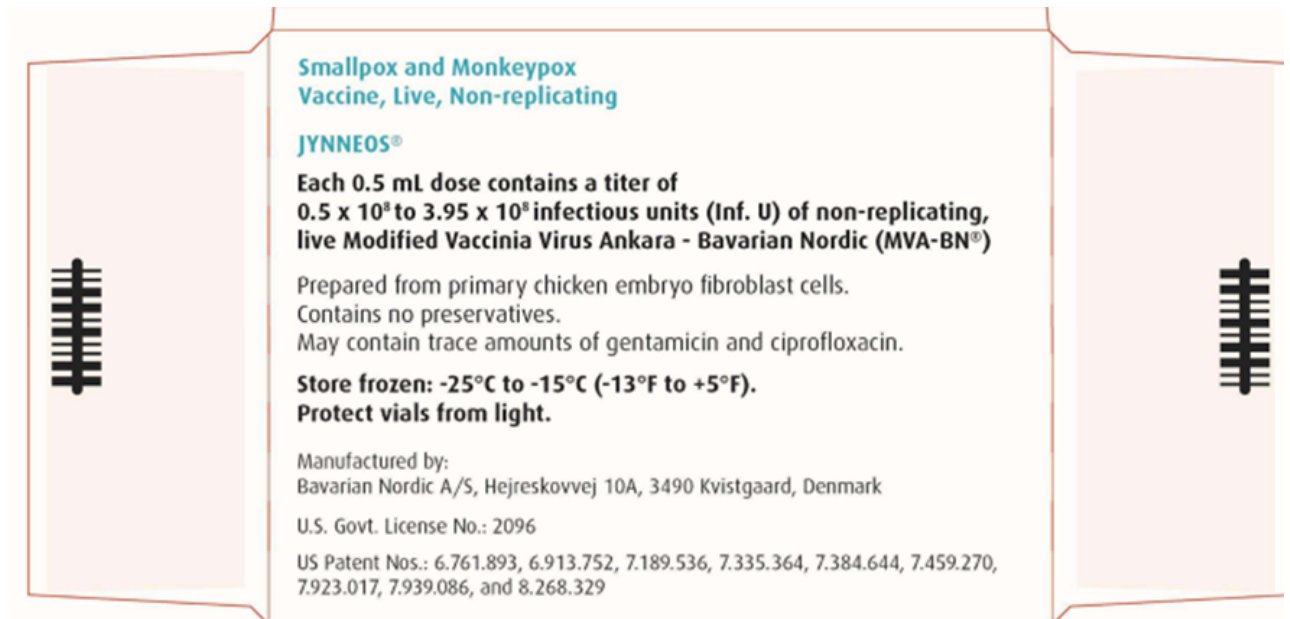 Smallpox and Monkeypox
Vaccine, Live, Non-replicating
JYNNEOS®
Each 0.5 mL dose contains a titer of
0.5 x 10⁸ to 3.95 x 10⁸ infectious units (Inf. U) of non-replicating,
live Modified Vaccinia Virus Ankara - Bavarian Nordic (MVA-BN®)
Prepared from primary chicken embryo fibroblast cells.
Contains no preservatives.
May contain trace amounts of gentamicin and ciprofloxacin.
Store frozen: -25°C to -15°C (-13°F to +5°F).
Protect vials from light.
Manufactured by:
Bavarian Nordic A/S, Hejreskovvej 10A, 3490 Kvistgaard, Denmark
U.S. Govt. License No.: 2096
US Patent Nos.: 6.761.893, 6.913.752, 7.189.536, 7.335.364, 7.384.644, 7.459.270,
7.923.017, 7.939.086, and 8.268.329